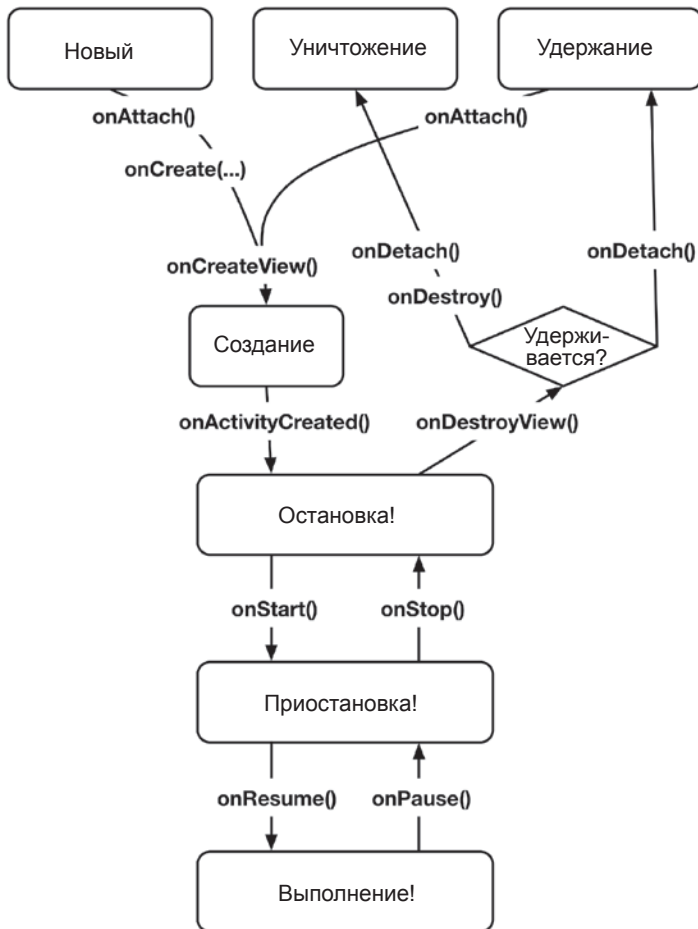 Новый
Уничтожение
Удержание
onAttach()
onAttach()
onCreate(...)
onCreateView()
onDetach()
onDetach()
onDestroy()
Создание
Удержи-
вается?
onActivityCreated()
onDestroyView()
Остановка!
onStart()
onStop()
Приостановка!
onResume()
onPause()
Выполнение!